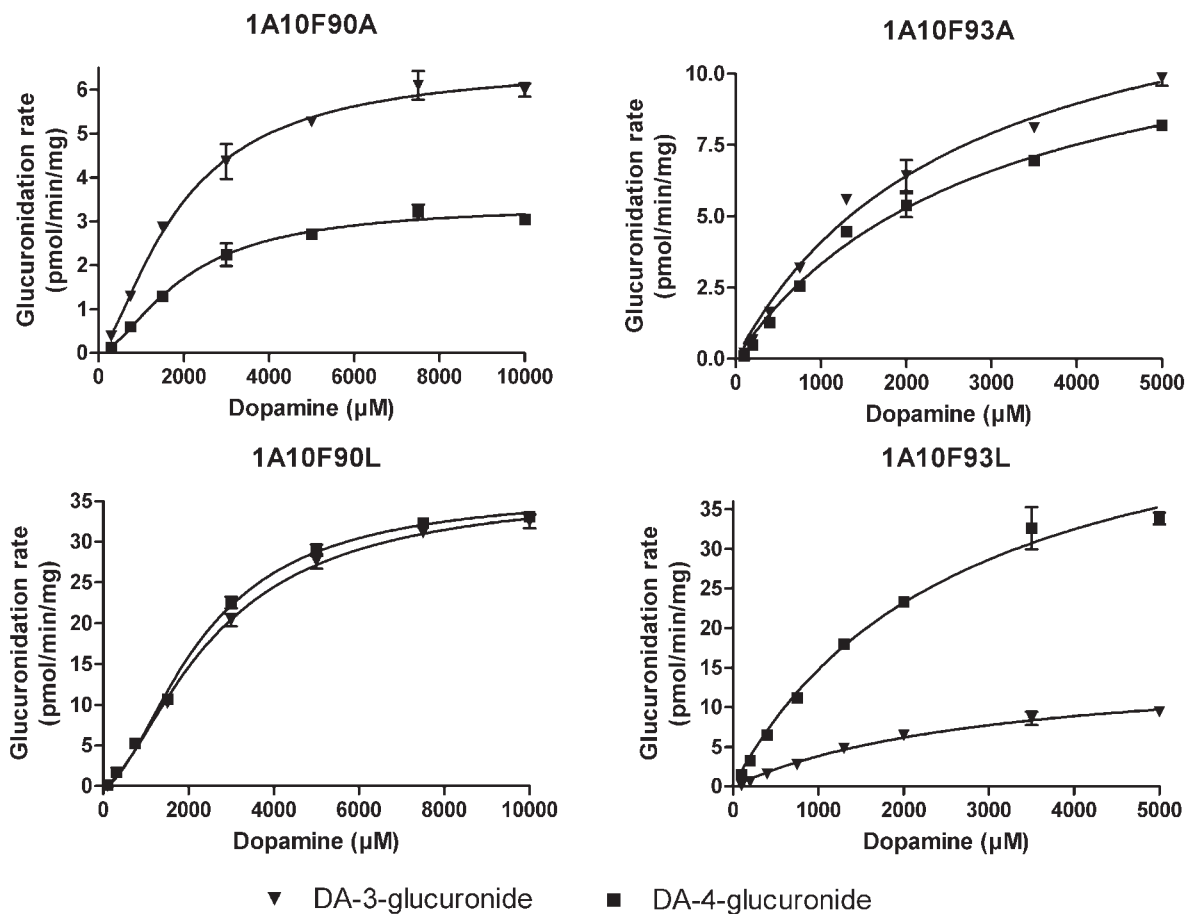 1A10F90A
Glucuronidation rate
(pmol/min/mg)
6
5
4
3
2
1
0
0 2000 4000 6000 8000 10000
Dopamine (µM)
1A10F93A
Glucuronidation rate
(pmol/min/mg)
10.0
7.5
5.0
2.5
0.0
0 1000 2000 3000 4000 5000
Dopamine (µM)
1A10F90L
Glucuronidation rate
(pmol/min/mg)
35
30
25
20
15
10
5
0
0 2000 4000 6000 8000 10000
Dopamine (µM)
1A10F93L
Glucuronidation rate
(pmol/min/mg)
35
30
25
20
15
10
5
0
0 1000 2000 3000 4000 5000
Dopamine (µM)
DA-3-glucuronide DA-4-glucuronide